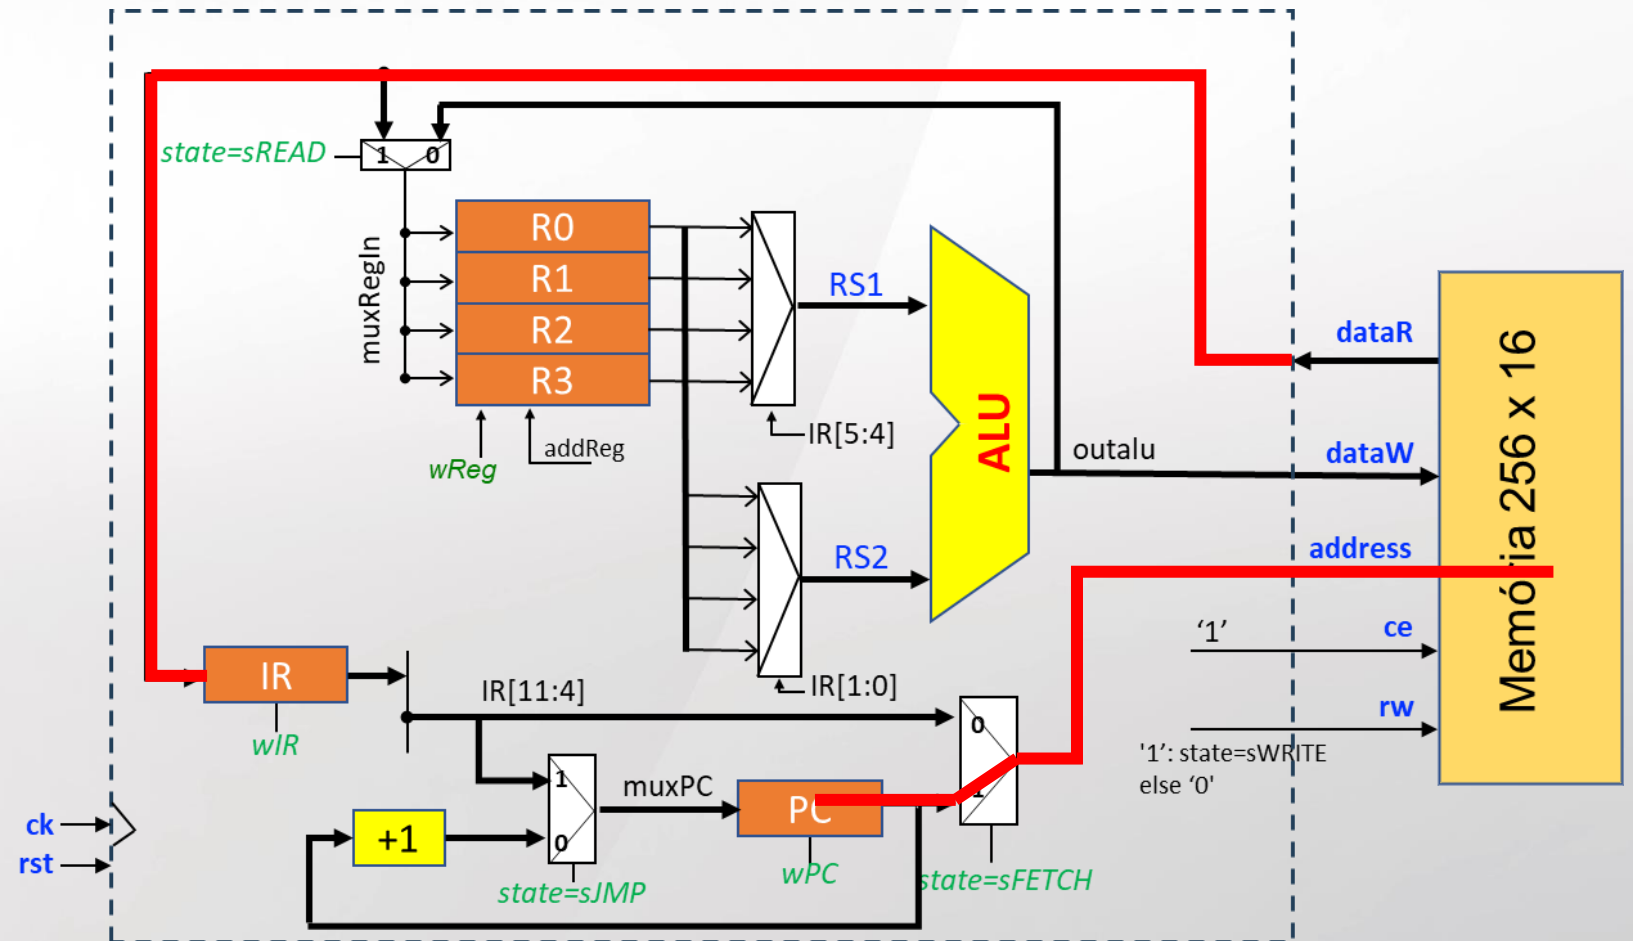 state=sREAD
1 0
muxRegIn
R0
R1
R2
R3
wReg
addReg
RS1
IR[5:4]
RS2
IR[1:0]
ALU
outalu
dataR
dataW
address
ce
rw
‘1’
'1’: state=sWRITE
else ‘0'
Memória 256 x 16
IR
wIR
IR[11:4]
0
1
state=sFETCH
1
0
state=sJMP
muxPC
PC
wPC
+1
ck
rst